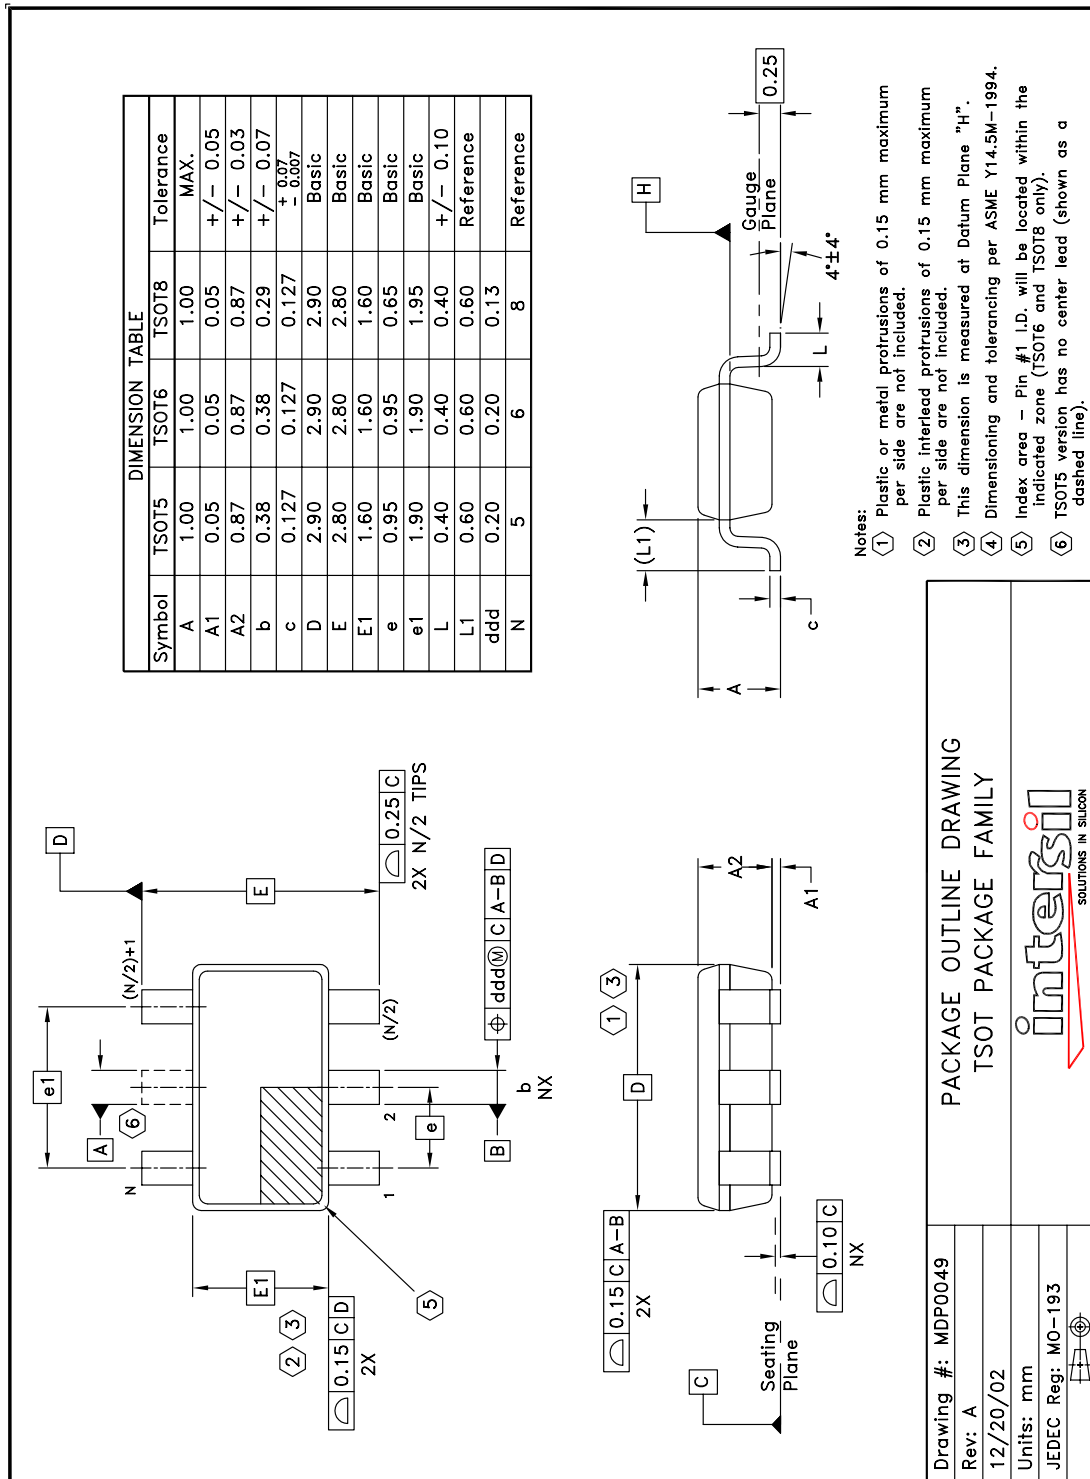 D
E
(N/2)+1
e1
A
6
N
(N/2)
2
1
e
b
NX
B
ddd Ⓜ C A-B D
0.25 C
2X N/2 TIPS
E1
2 3
0.15 C D
2X
5
DIMENSION TABLE
Symbol TSOT5 TSOT6 TSOT8 Tolerance
A 1.00 1.00 1.00 MAX.
A1 0.05 0.05 0.05 +/- 0.05
A2 0.87 0.87 0.87 +/- 0.03
b 0.38 0.38 0.29 +/- 0.07
c 0.127 0.127 0.127 + 0.07 - 0.007
D 2.90 2.90 2.90 Basic
E 2.80 2.80 2.80 Basic
E1 1.60 1.60 1.60 Basic
e 0.95 0.95 0.65 Basic
e1 1.90 1.90 1.95 Basic
L 0.40 0.40 0.40 +/- 0.10
L1 0.60 0.60 0.60 Reference
ddd 0.20 0.20 0.13
N 5 6 8 Reference
0.15 C A-B
2X
D
1 3
A2
A1
C
Seating
Plane
0.10 C
NX
A
c
(L1)
H
Gauge
Plane
0.25
4°±4°
L
Notes:
1 Plastic or metal protrusions of 0.15 mm maximum
per side are not included.
2 Plastic interlead protrusions of 0.15 mm maximum
per side are not included.
3 This dimension is measured at Datum Plane "H".
4 Dimensioning and tolerancing per ASME Y14.5M-1994.
5 Index area - Pin #1 I.D. will be located within the
indicated zone (TSOT6 and TSOT8 only).
6 TSOT5 version has no center lead (shown as a
dashed line).
Drawing #: MDP0049
Rev: A
12/20/02
Units: mm
JEDEC Reg: MO-193
PACKAGE OUTLINE DRAWING
TSOT PACKAGE FAMILY
intersil
SOLUTIONS IN SILICON